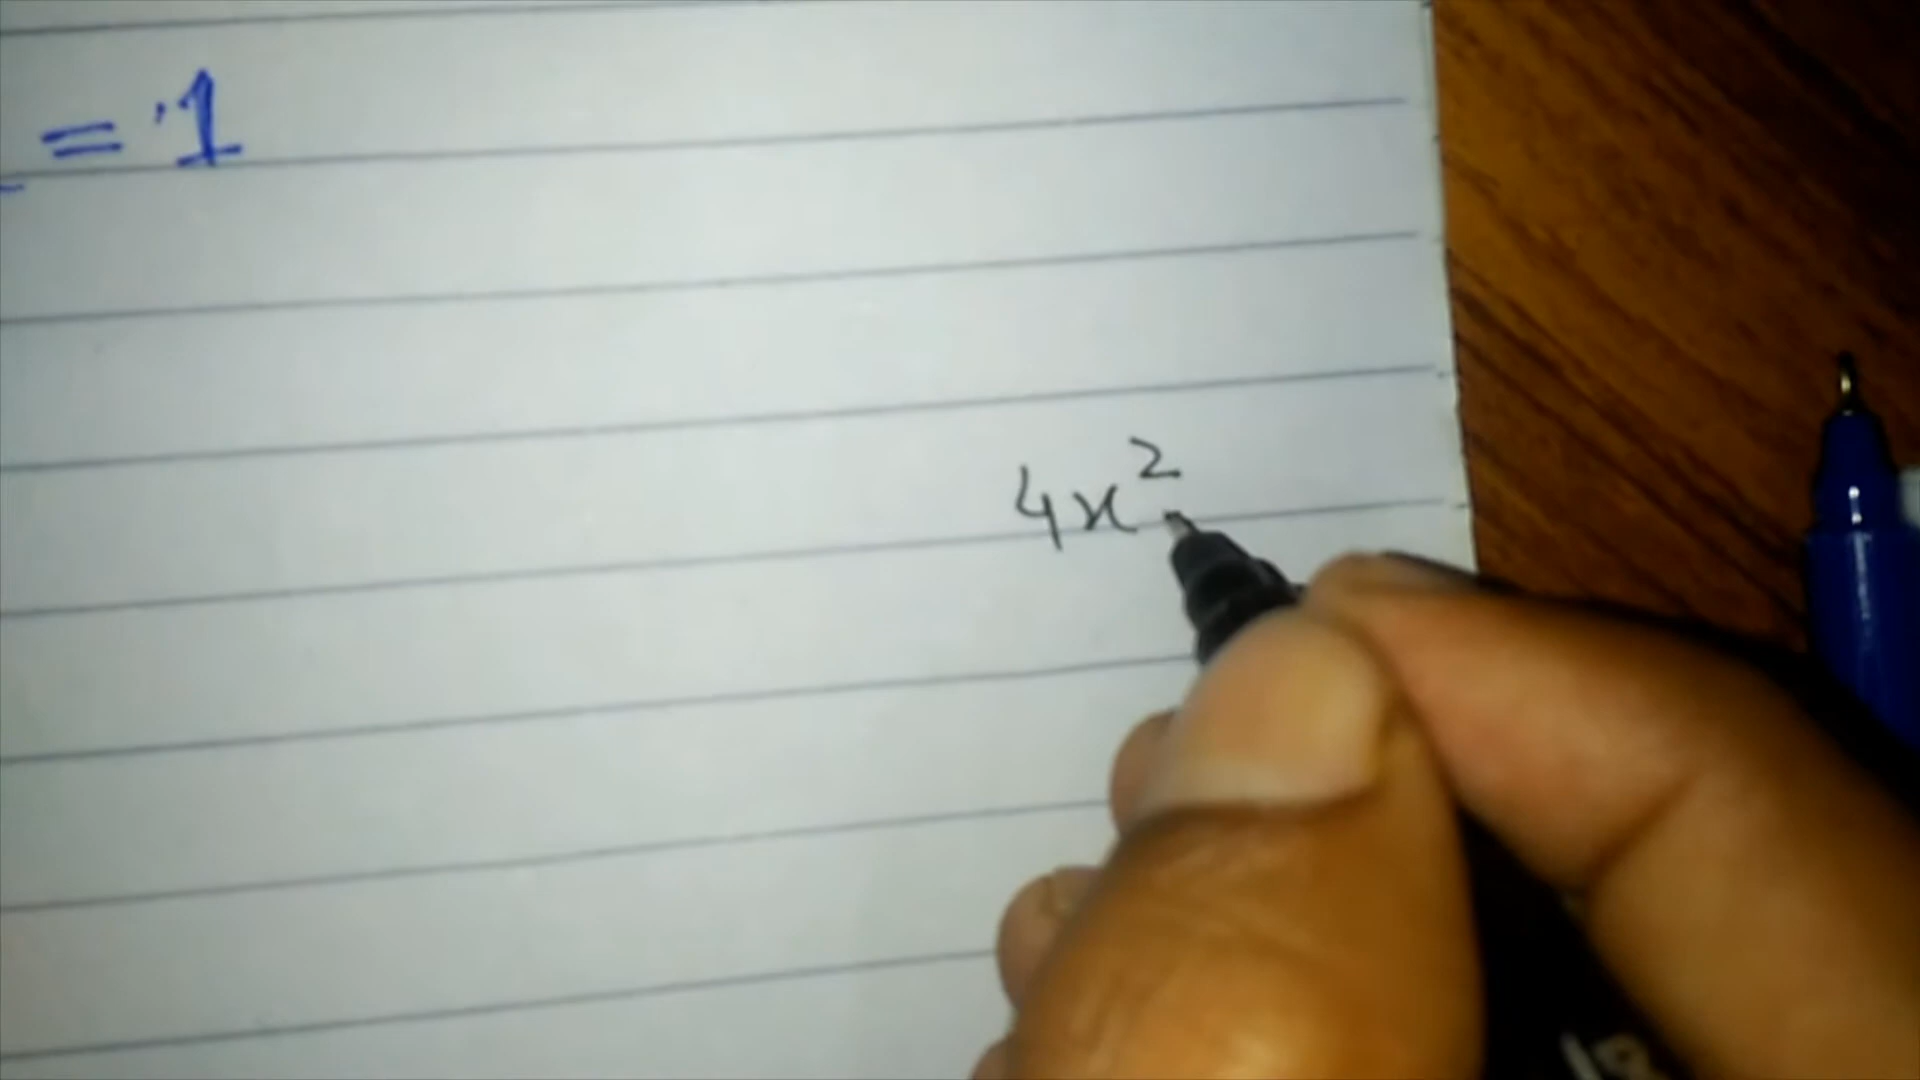 = 1
4x²